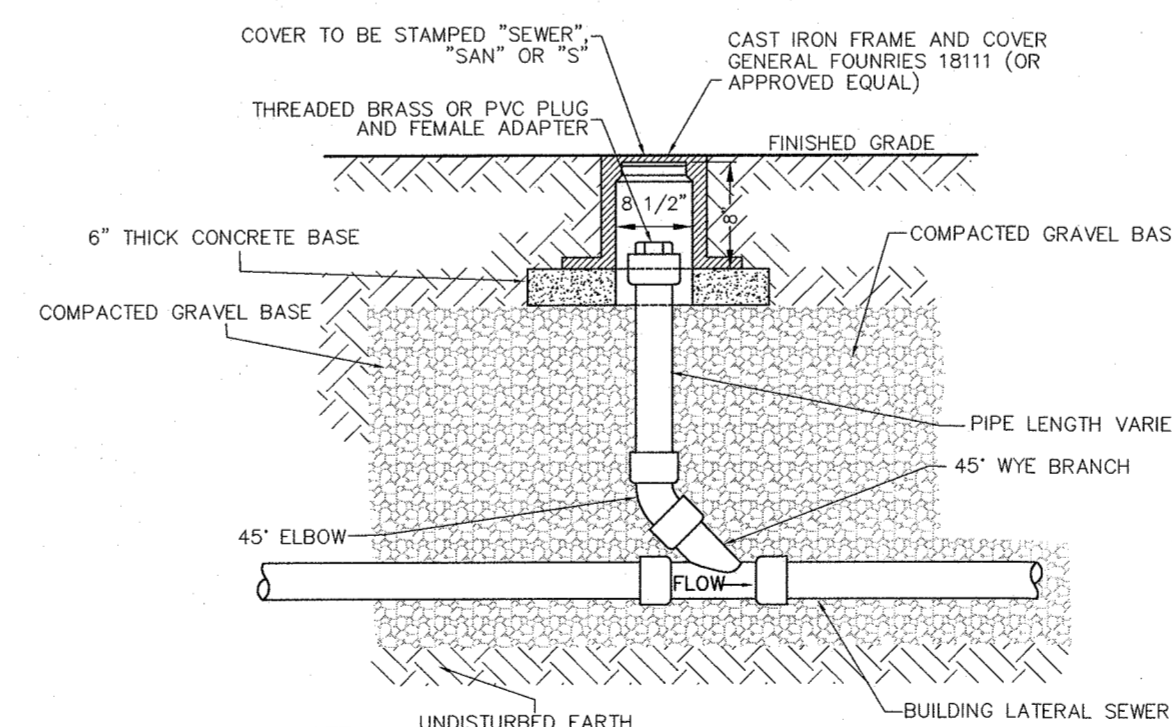 COVER TO BE STAMPED "SEWER",
"SAN" OR "S"
CAST IRON FRAME AND COVER
GENERAL FOUNRIES 18111 (OR
APPROVED EQUAL)
THREADED BRASS OR PVC PLUG
AND FEMALE ADAPTER
FINISHED GRADE
8 1/2"
8"
6" THICK CONCRETE BASE
COMPACTED GRAVEL BAS
COMPACTED GRAVEL BASE
PIPE LENGTH VARIE
45° WYE BRANCH
45° ELBOW
FLOW
BUILDING LATERAL SEWER
UNDISTURBED EARTH